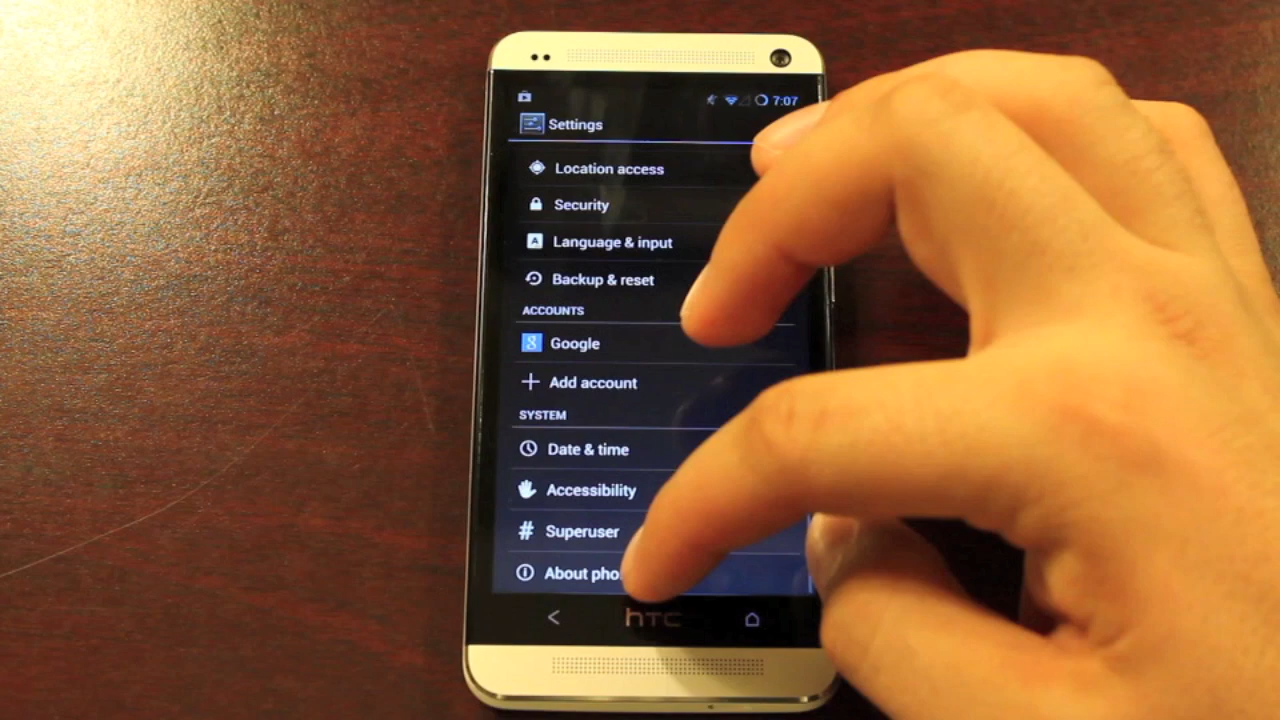 7:07
Settings
Location access
Security
A Language & input
Backup & reset
ACCOUNTS
8 Google
Add account
SYSTEM
Date & time
Accessibility
# Superuser
About pho
hTC